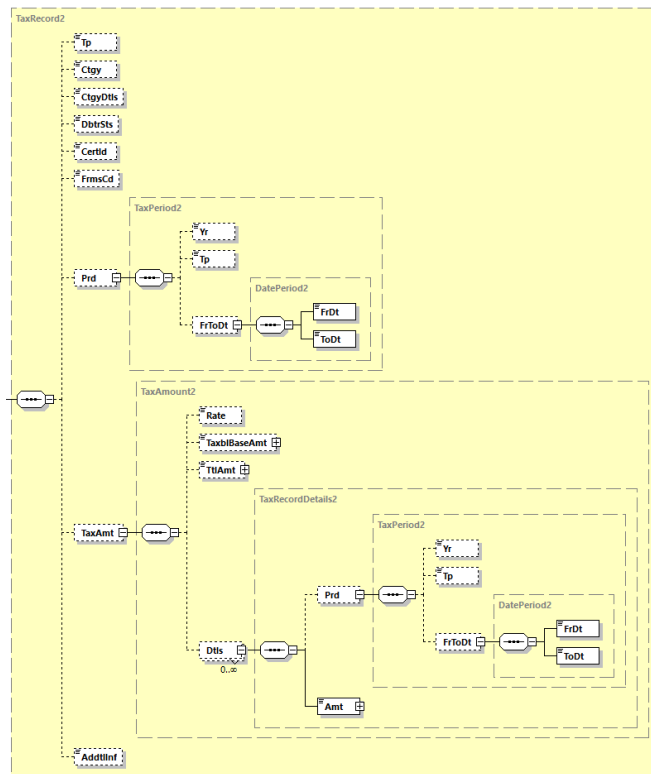 TaxRecord2
Tp
Ctgy
CtgyDtls
DbtrSts
CertId
FrmsCd
TaxPeriod2
Yr
Tp
Prd
DatePeriod2
FrDt
FrToDt
ToDt
TaxAmount2
Rate
TaxblBaseAmt
TtlAmt
TaxRecordDetails2
TaxPeriod2
Yr
TaxAmt
Tp
Prd
DatePeriod2
FrDt
FrToDt
Dtls
ToDt
0..∞
Amt
AddtlInf